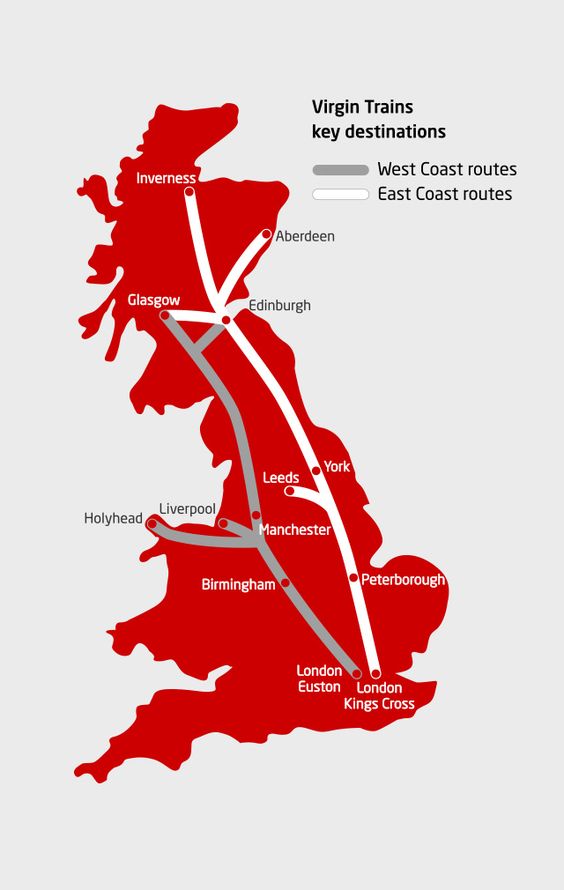 Virgin Trains
key destinations
West Coast routes
East Coast routes
Inverness
Aberdeen
Glasgow
Edinburgh
York
Leeds
Liverpool
Holyhead
Manchester
Birmingham
Peterborough
London
Euston
London
Kings Cross